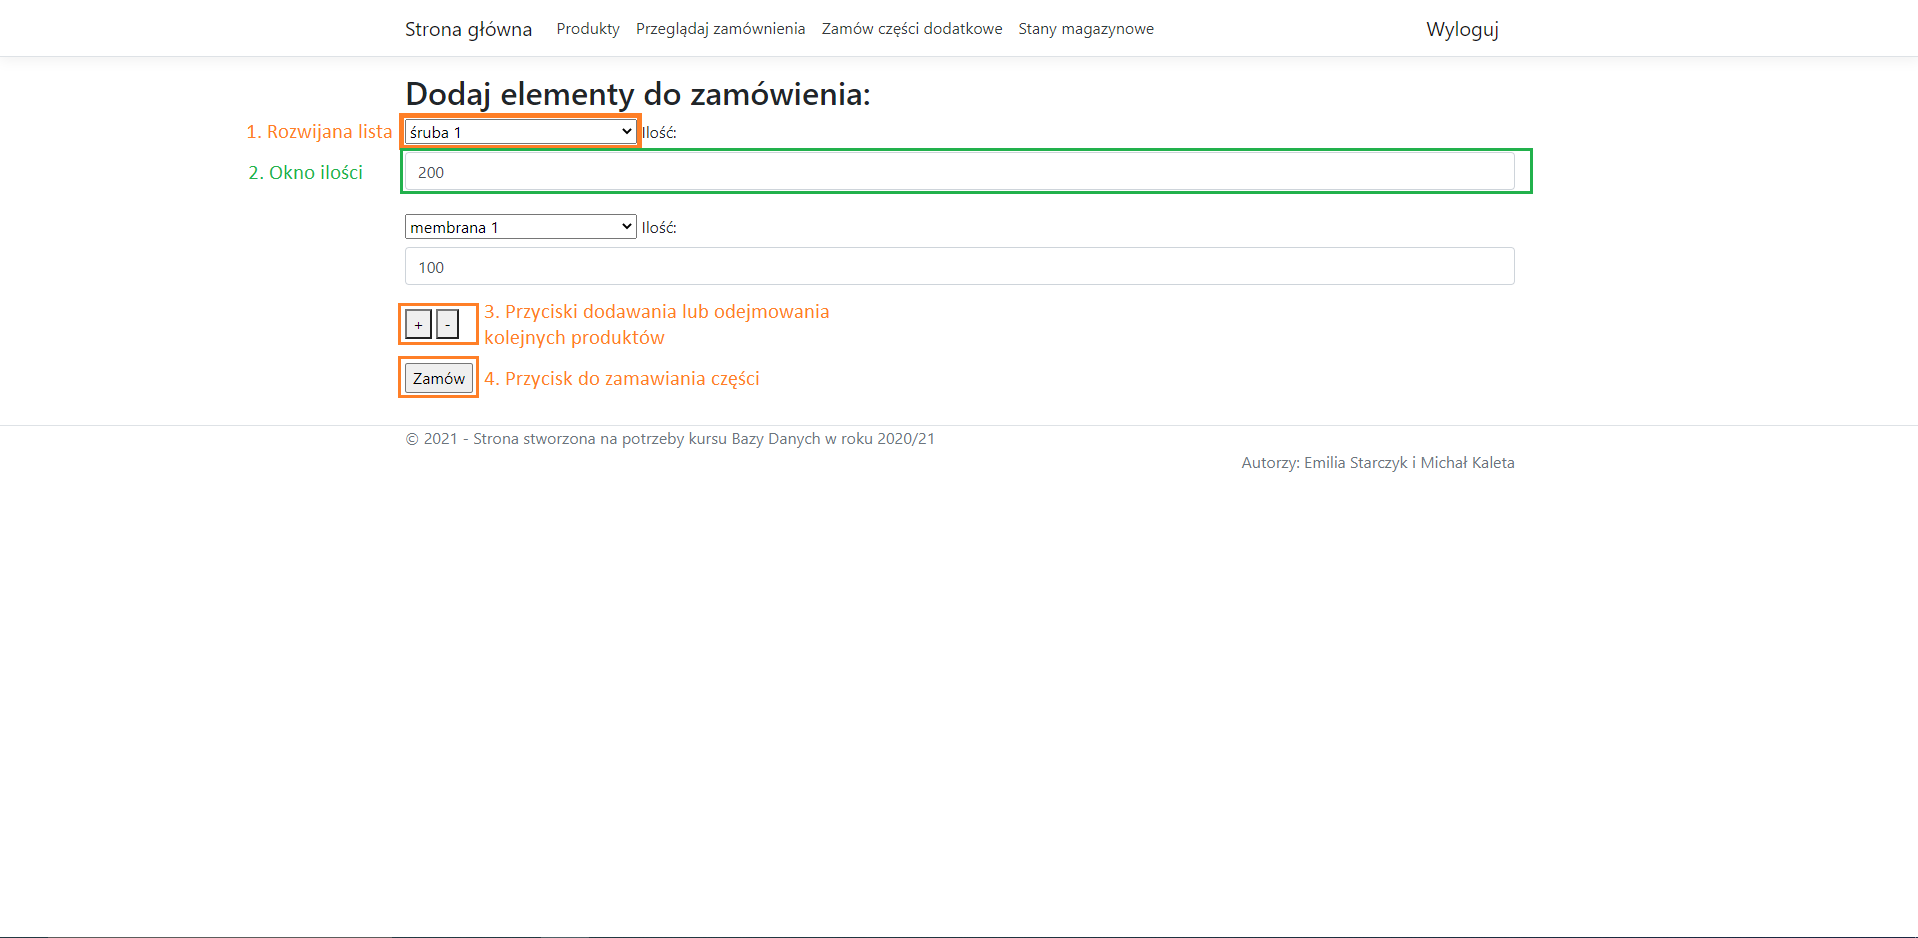 Strona główna Produkty Przeglądaj zamównienia Zamów części dodatkowe Stany magazynowe Wyloguj
Dodaj elementy do zamówienia:
1. Rozwijana lista śruba 1 Ilość:
2. Okno ilości 200
membrana 1 Ilość:
100
+ - 3. Przyciski dodawania lub odejmowania
kolejnych produktów
Zamów 4. Przycisk do zamawiania części
© 2021 - Strona stworzona na potrzeby kursu Bazy Danych w roku 2020/21
Autorzy: Emilia Starczyk i Michał Kaleta